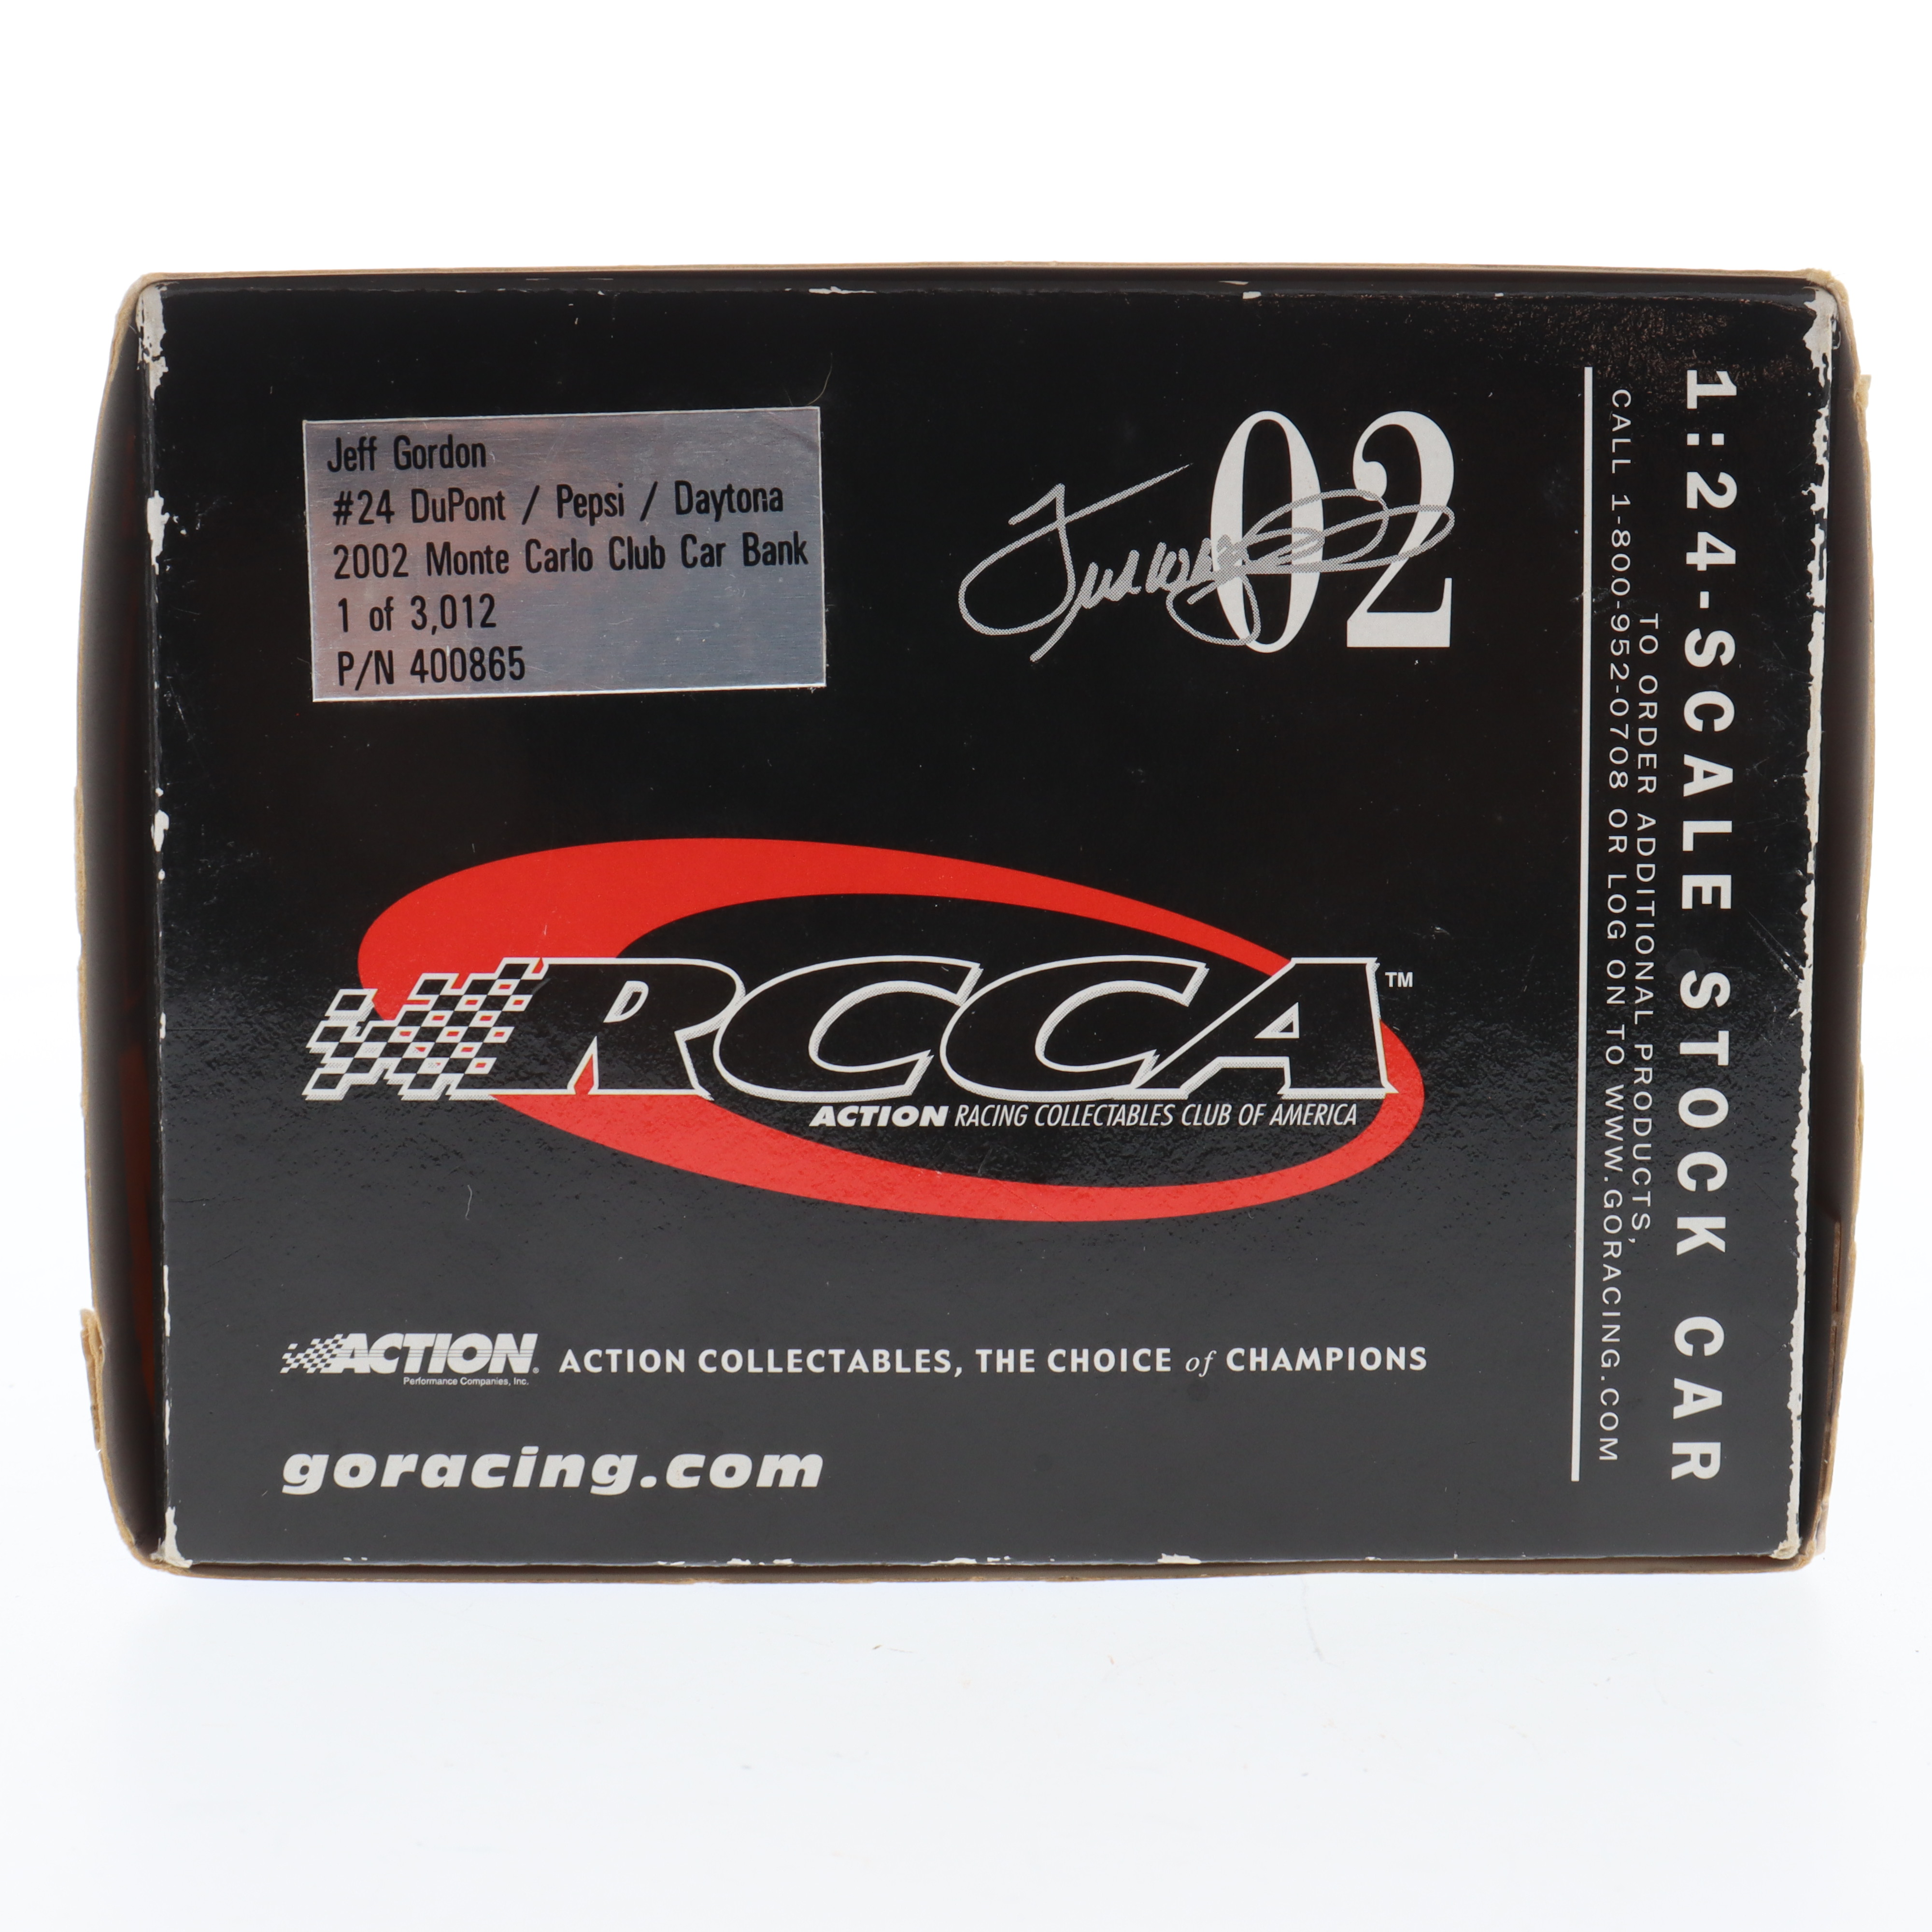 Jeff Gordon
#24 DuPont / Pepsi / Daytona
2002 Monte Carlo Club Car Bank
1 of 3,012
P/N 400865
02
RCCA™
ACTION RACING COLLECTABLES CLUB OF AMERICA
ACTION®
Performance Companies, Inc.
ACTION COLLECTABLES, THE CHOICE of CHAMPIONS
goracing.com
1:24-SCALE STOCK CAR
TO ORDER ADDITIONAL PRODUCTS,
CALL 1-800-952-0708 OR LOG ON TO WWW.GORACING.COM